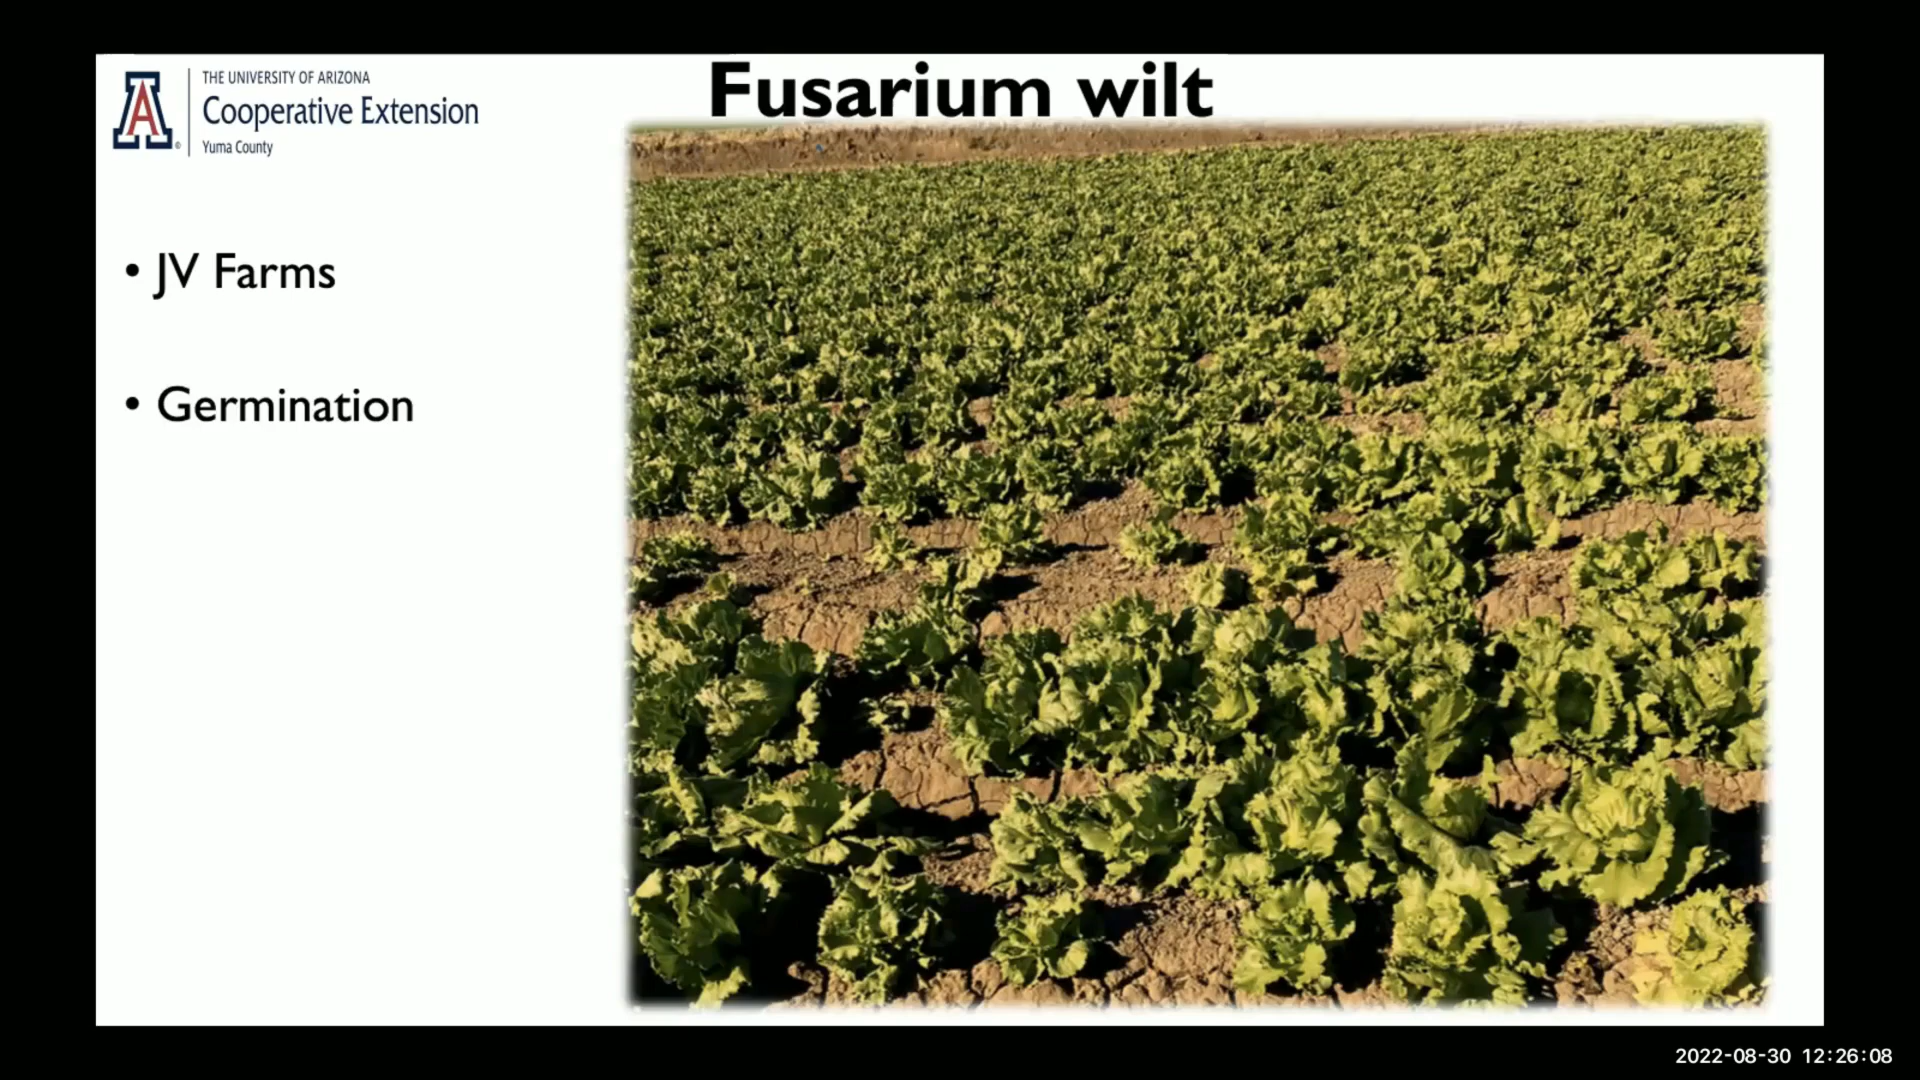 THE UNIVERSITY OF ARIZONA
Cooperative Extension
Yuma County
Fusarium wilt
• JV Farms
• Germination
2022-08-30 12:26:08